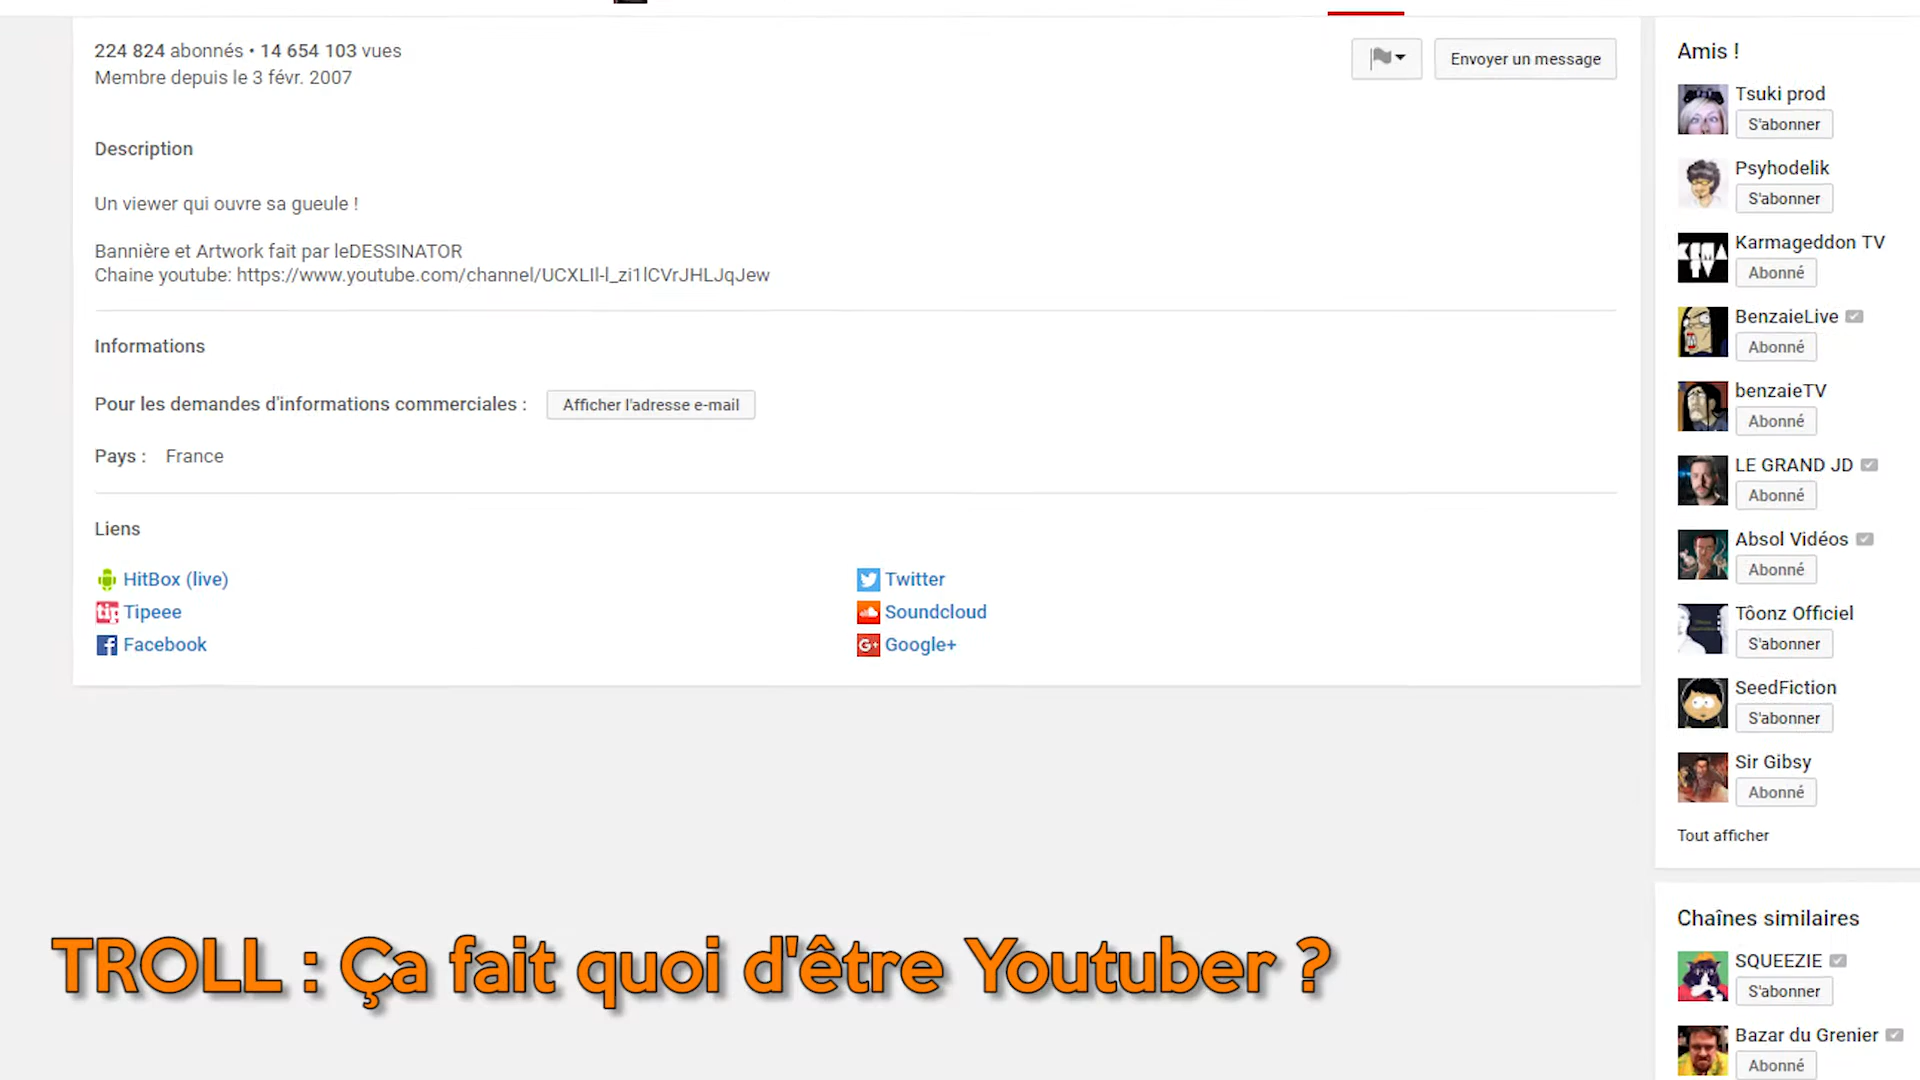 224 824 abonnés • 14 654 103 vues
Membre depuis le 3 févr. 2007
Envoyer un message
Description
Un viewer qui ouvre sa gueule !
Bannière et Artwork fait par leDESSINATOR
Chaine youtube: https://www.youtube.com/channel/UCXLIl-l_zi1lCVrJHLJqJew
Informations
Pour les demandes d'informations commerciales :
Afficher l'adresse e-mail
Pays : France
Liens
HitBox (live)
Twitter
Tipeee
Soundcloud
Facebook
Google+
Amis !
Tsuki prod
S'abonner
Psyhodelik
S'abonner
Karmageddon TV
Abonné
BenzaieLive
Abonné
benzaieTV
Abonné
LE GRAND JD
Abonné
Absol Vidéos
Abonné
Tôonz Officiel
S'abonner
SeedFiction
S'abonner
Sir Gibsy
Abonné
Tout afficher
Chaînes similaires
SQUEEZIE
S'abonner
Bazar du Grenier
Abonné
TROLL : Ça fait quoi d'être Youtuber ?